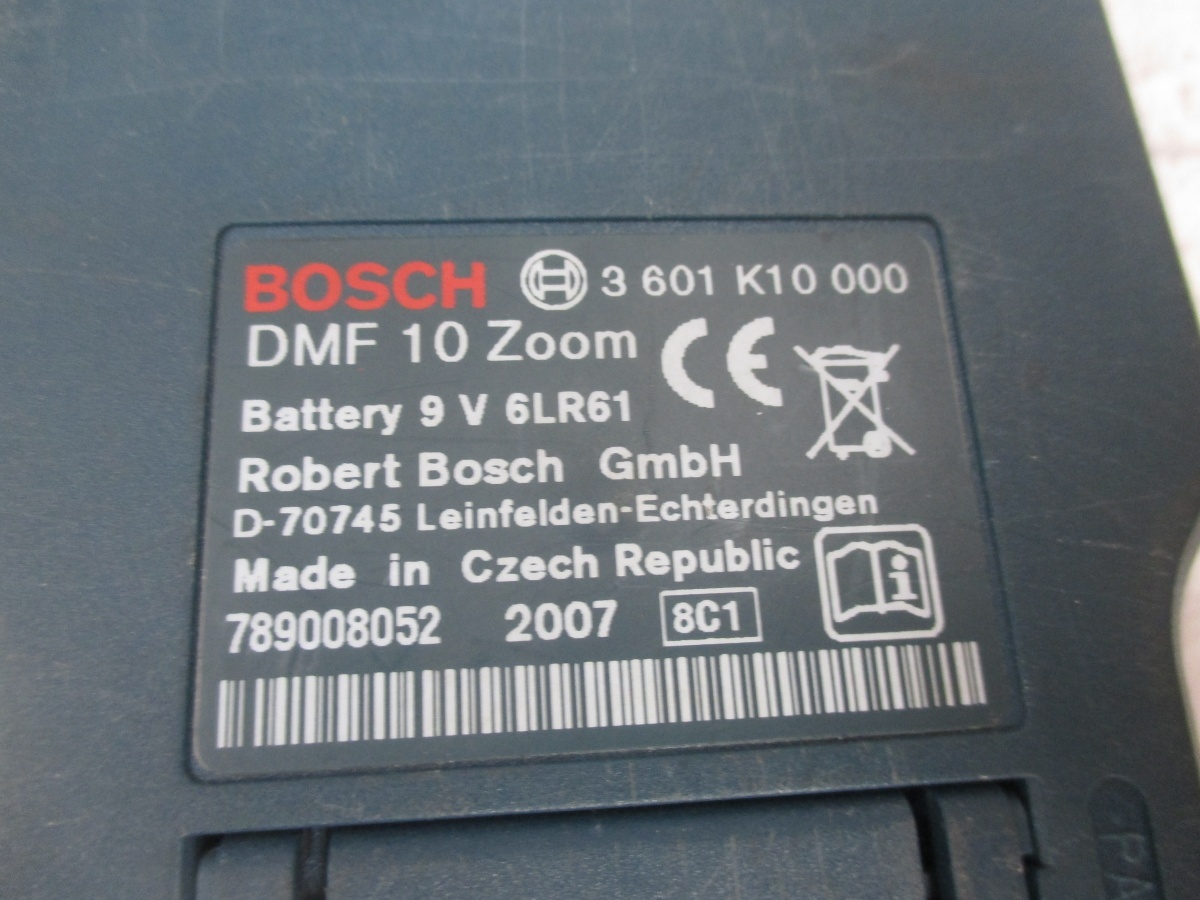 BOSCH 3 601 K10 000
DMF 10 Zoom CE
Battery 9 V 6LR61
Robert Bosch GmbH
D-70745 Leinfelden-Echterdingen
Made in Czech Republic
789008052 2007 8C1
i